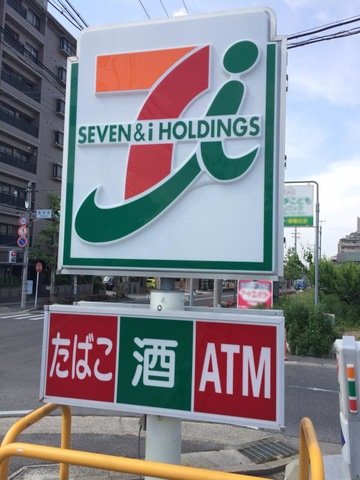 SEVEN&i HOLDINGS
たばこ 酒 ATM